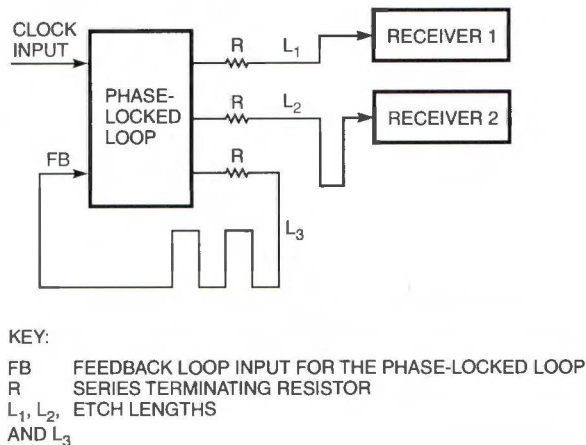 CLOCK
INPUT
R
L1
RECEIVER 1
PHASE-
LOCKED
LOOP
R
L2
RECEIVER 2
FB
R
L3
KEY:
FB FEEDBACK LOOP INPUT FOR THE PHASE-LOCKED LOOP
R SERIES TERMINATING RESISTOR
L1, L2, ETCH LENGTHS
AND L3